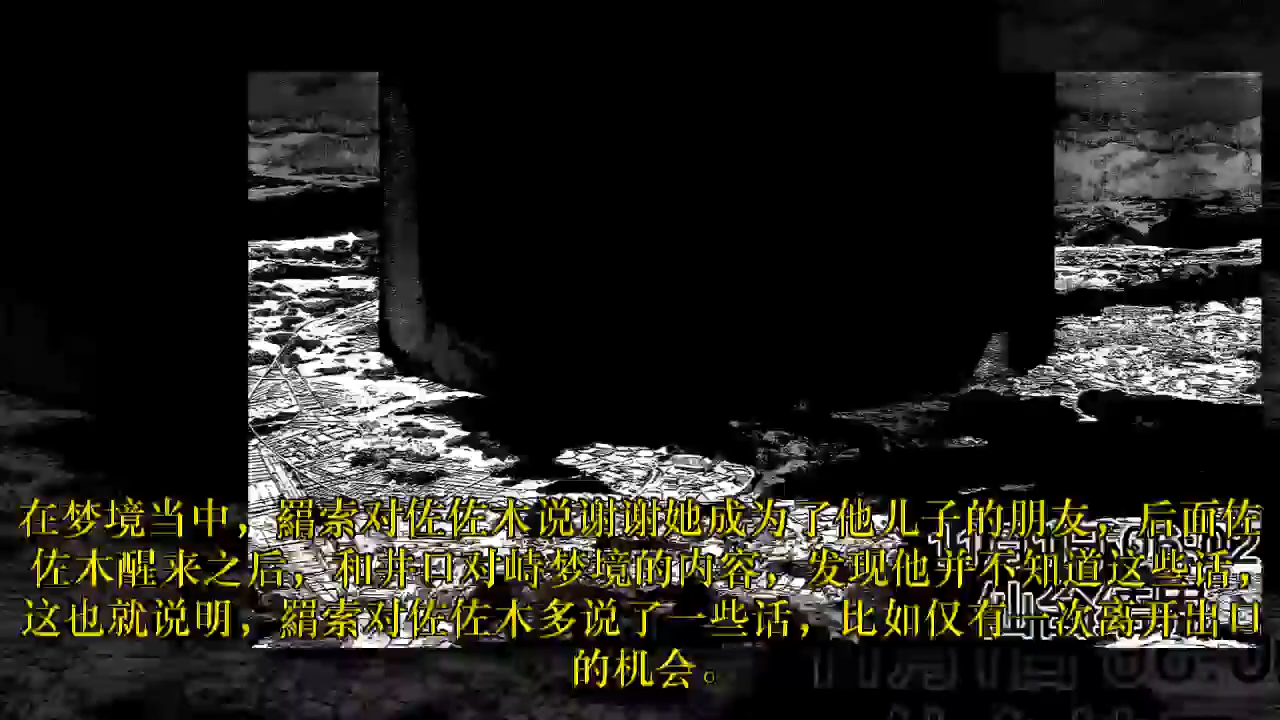 在梦境当中，羂索对佐佐木说谢谢她成为了他儿子的朋友，后面佐
佐木醒来之后，和井口对峙梦境的内容，发现他并不知道这些话，
这也就说明，羂索对佐佐木多说了一些话，比如仅有一次离开出口
的机会。